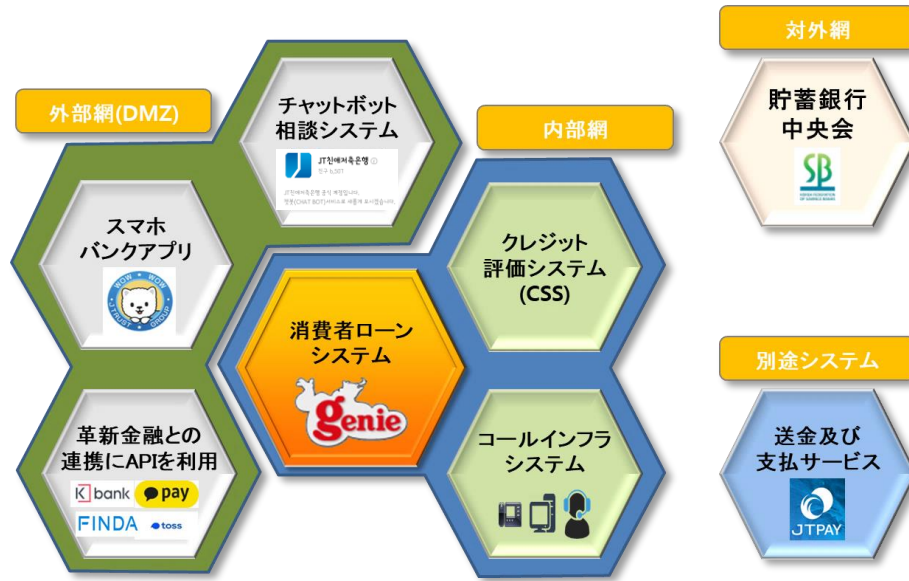 対外網
外部網(DMZ)
チャットボット
相談システム
JT친애저축은행
内部網
貯蓄銀行
中央会
SB
スマホ
バンクアプリ
WOW WOW
JTRUST GROUP
クレジット
評価システム
(CSS)
消費者ローン
システム
genie
別途システム
革新金融との
連携にAPIを利用
K bank
pay
FINDA
toss
コールインフラ
システム
送金及び
支払サービス
JTPAY